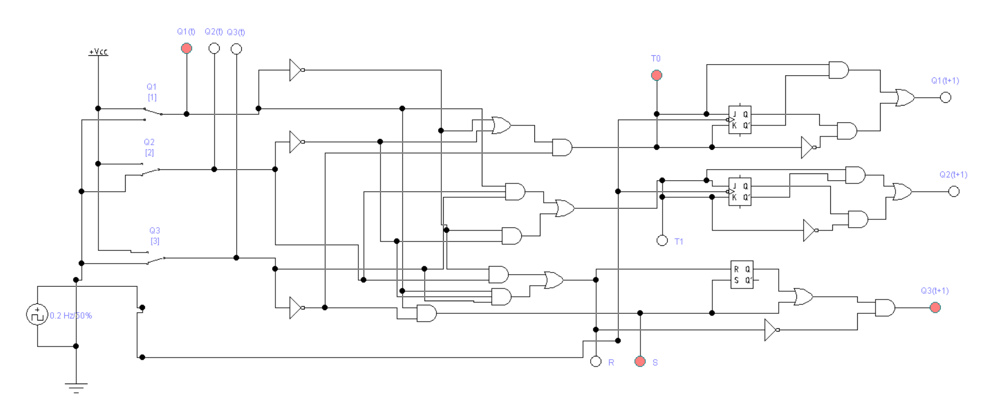 Q1(t) Q2(t) Q3(t)
+Vcc
T0
Q1
[1]
Q1(t+1)
J Q
K Q'
Q2
[2]
Q2(t+1)
J Q
K Q'
Q3
[3]
T1
R Q
S Q'
Q3(t+1)
0.2 Hz/50%
R
S